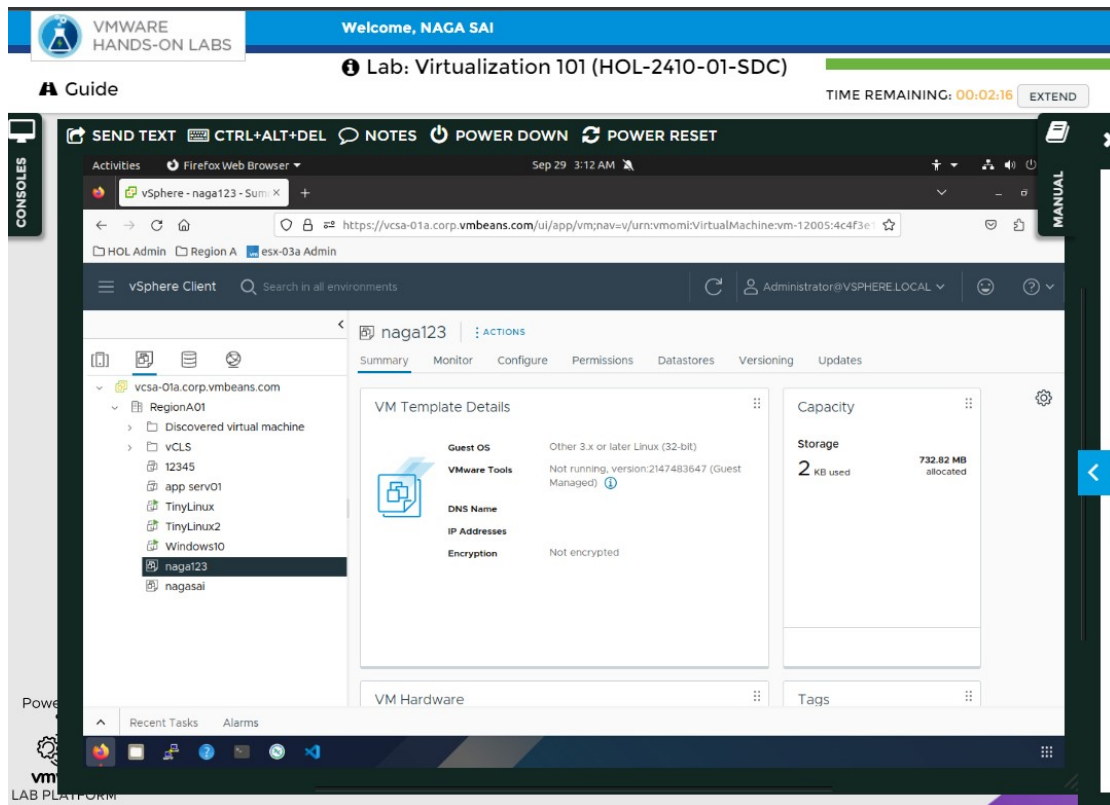 VMWARE
HANDS-ON LABS
Welcome, NAGA SAI
Lab: Virtualization 101 (HOL-2410-01-SDC)
Guide
TIME REMAINING: 00:02:16 EXTEND
CONSOLES
SEND TEXT CTRL+ALT+DEL NOTES POWER DOWN POWER RESET
MANUAL
Activities Firefox Web Browser Sep 29 3:12 AM
vSphere - naga123 - Sum
https://vcsa-01a.corp.vmbeans.com/ui/app/vm;nav=v/urn:vmomi:VirtualMachine:vm-12005:4c4f3e1
HOL Admin Region A esx-03a Admin
vSphere Client Search in all environments Administrator@VSPHERE.LOCAL
naga123 ACTIONS
Summary Monitor Configure Permissions Datastores Versioning Updates
vcsa-01a.corp.vmbeans.com
RegionA01
Discovered virtual machine
vCLS
12345
app serv01
TinyLinux
TinyLinux2
Windows10
naga123
nagasai
VM Template Details
Guest OS Other 3.x or later Linux (32-bit)
VMware Tools Not running, version:2147483647 (Guest
Managed)
DNS Name
IP Addresses
Encryption Not encrypted
Capacity
Storage
2 KB used 732.82 MB
allocated
VM Hardware
Tags
Recent Tasks Alarms
Powe
vm
LAB PLATFORM